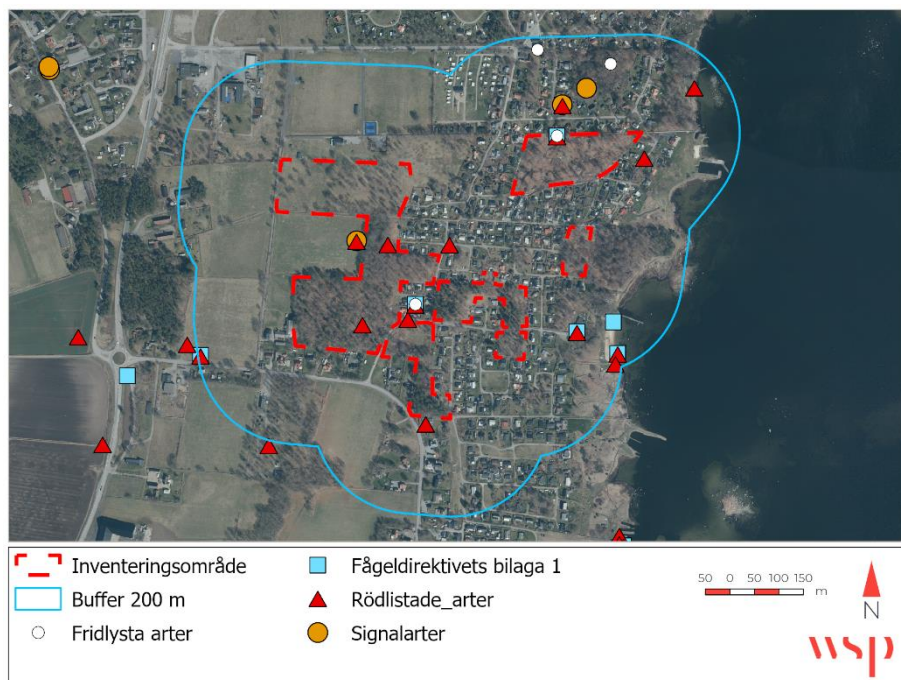 Inventeringsområde
Buffer 200 m
Fridlysta arter
Fågeldirektivets bilaga 1
Rödlistade_arter
Signalarter
50 0 50 100 150
m
N
wsp